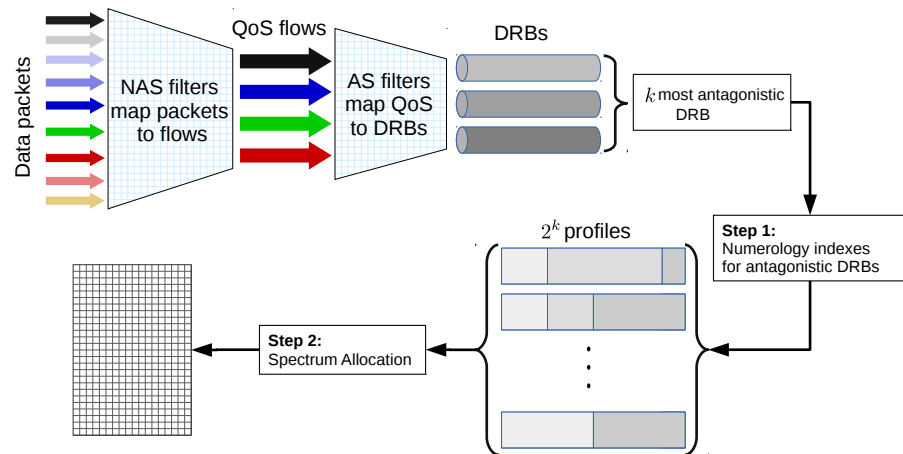 Data packets
NAS filters
map packets
to flows
QoS flows
AS filters
map QoS
to DRBs
DRBs
k most antagonistic
DRB
Step 1:
Numerology indexes
for antagonistic DRBs
2^k profiles
Step 2:
Spectrum Allocation